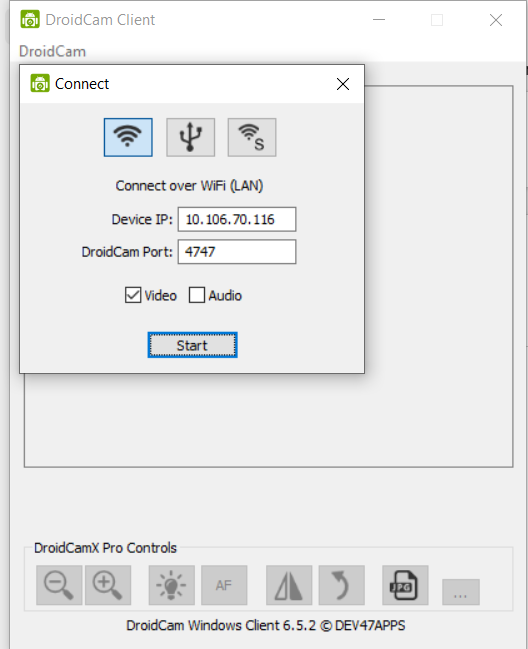 DroidCam Client
DroidCam
Connect
S
Connect over WiFi (LAN)
Device IP: 10.106.70.116
DroidCam Port: 4747
Video Audio
Start
DroidCamX Pro Controls
AF JPG ...
DroidCam Windows Client 6.5.2 © DEV47APPS